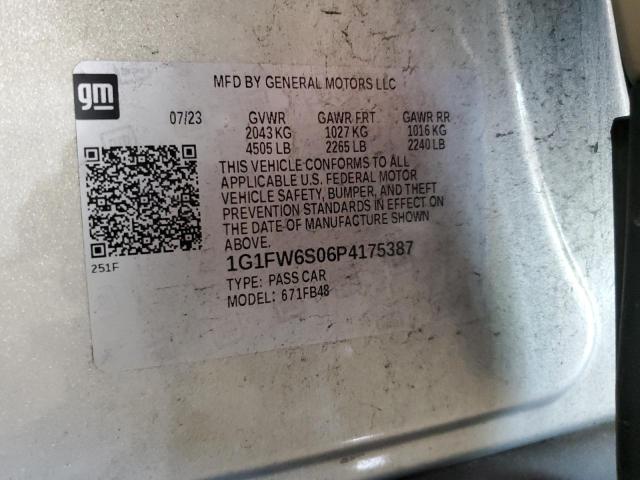 gm
MFD BY GENERAL MOTORS LLC
07/23 GVWR GAWR FRT GAWR RR
2043 KG 1027 KG 1016 KG
4505 LB 2265 LB 2240 LB
THIS VEHICLE CONFORMS TO ALL
APPLICABLE U.S. FEDERAL MOTOR
VEHICLE SAFETY, BUMPER, AND THEFT
PREVENTION STANDARDS IN EFFECT ON
THE DATE OF MANUFACTURE SHOWN
ABOVE.
251F
1G1FW6S06P4175387
TYPE: PASS CAR
MODEL: 671FB48